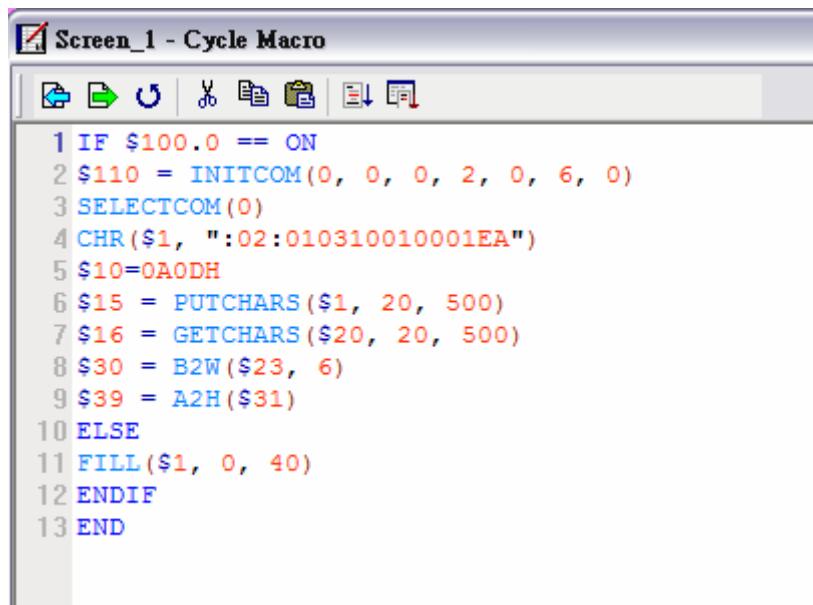 Screen_1 - Cycle Macro
1 IF $100.0 == ON
2 $110 = INITCOM(0, 0, 0, 2, 0, 6, 0)
3 SELECTCOM(0)
4 CHR($1, ":02:010310010001EA")
5 $10=0A0DH
6 $15 = PUTCHARS($1, 20, 500)
7 $16 = GETCHARS($20, 20, 500)
8 $30 = B2W($23, 6)
9 $39 = A2H($31)
10 ELSE
11 FILL($1, 0, 40)
12 ENDIF
13 END